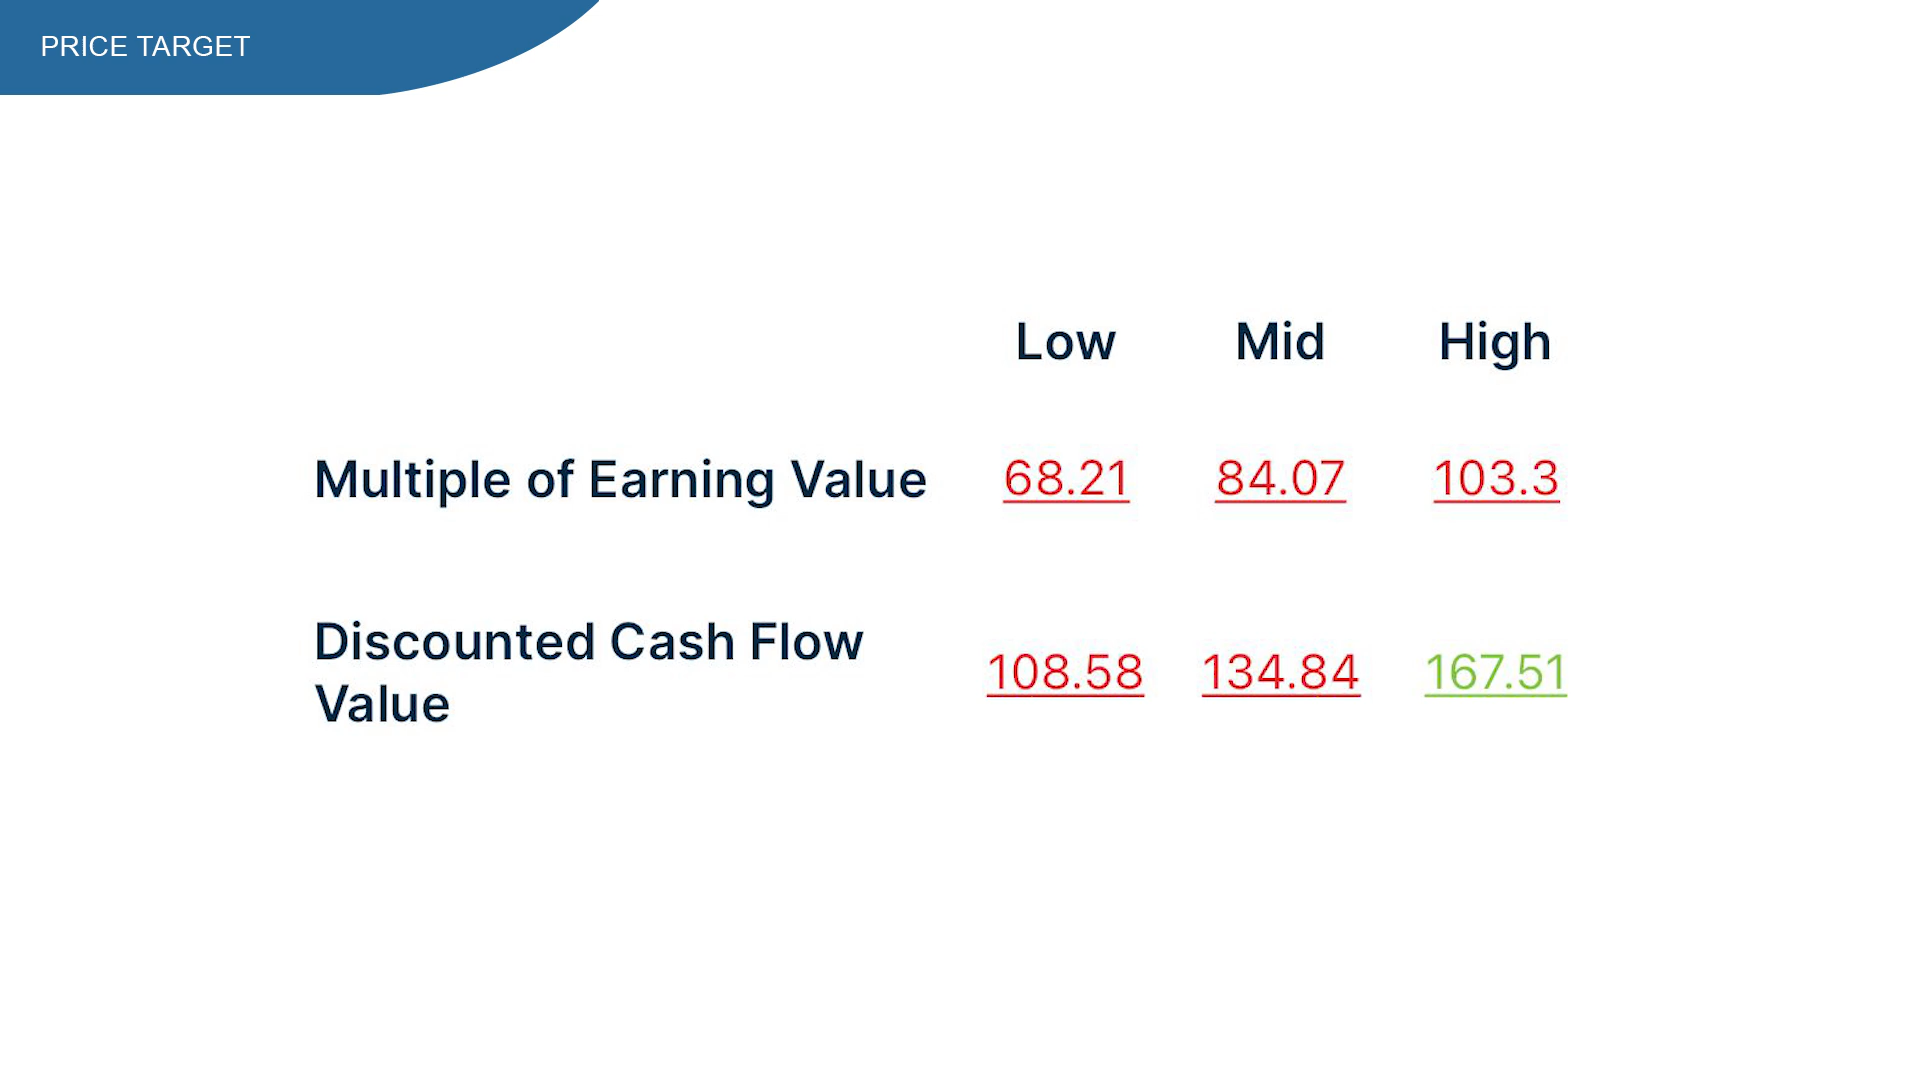 PRICE TARGET
Low Mid High
Multiple of Earning Value 68.21 84.07 103.3
Discounted Cash Flow
Value 108.58 134.84 167.51